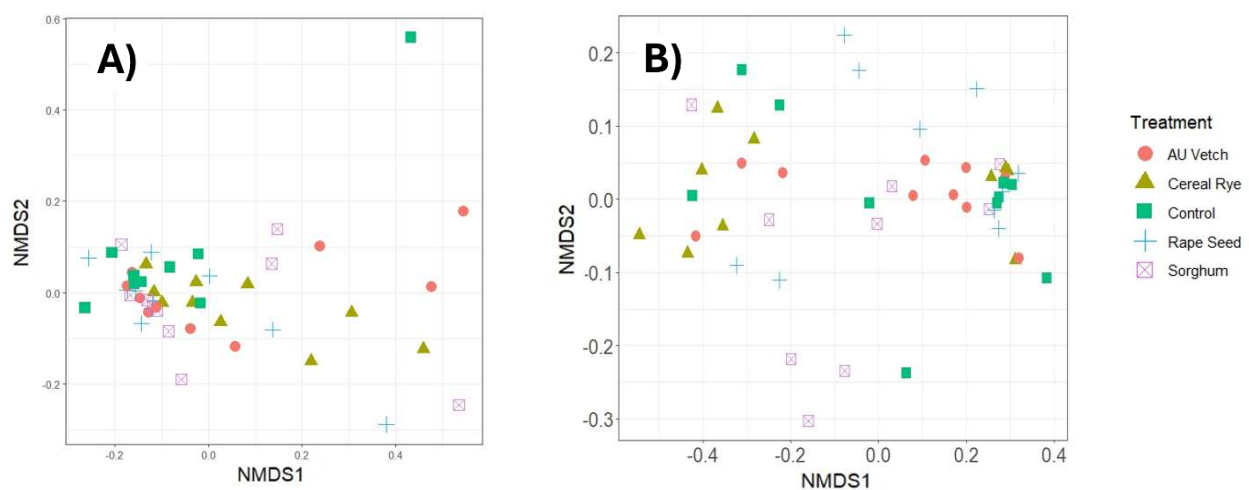 A)
0.6
0.4
0.2
0.0
-0.2
NMDS2
-0.2
0.0
0.2
0.4
NMDS1
B)
0.2
0.1
0.0
-0.1
-0.2
-0.3
NMDS2
-0.4
-0.2
0.0
0.2
0.4
NMDS1
Treatment
AU Vetch
Cereal Rye
Control
Rape Seed
Sorghum